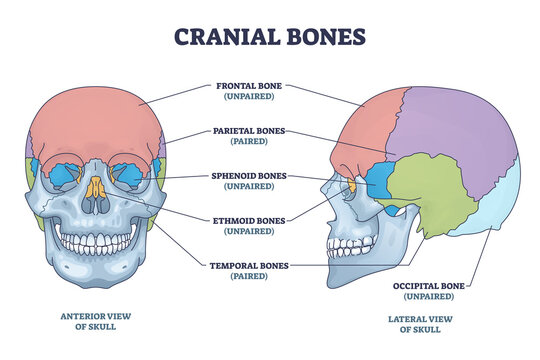 CRANIAL BONES
FRONTAL BONE
(UNPAIRED)
PARIETAL BONES
(PAIRED)
SPHENOID BONES
(UNPAIRED)
ETHMOID BONES
(UNPAIRED)
TEMPORAL BONES
(PAIRED)
OCCIPITAL BONE
(UNPAIRED)
ANTERIOR VIEW
OF SKULL
LATERAL VIEW
OF SKULL